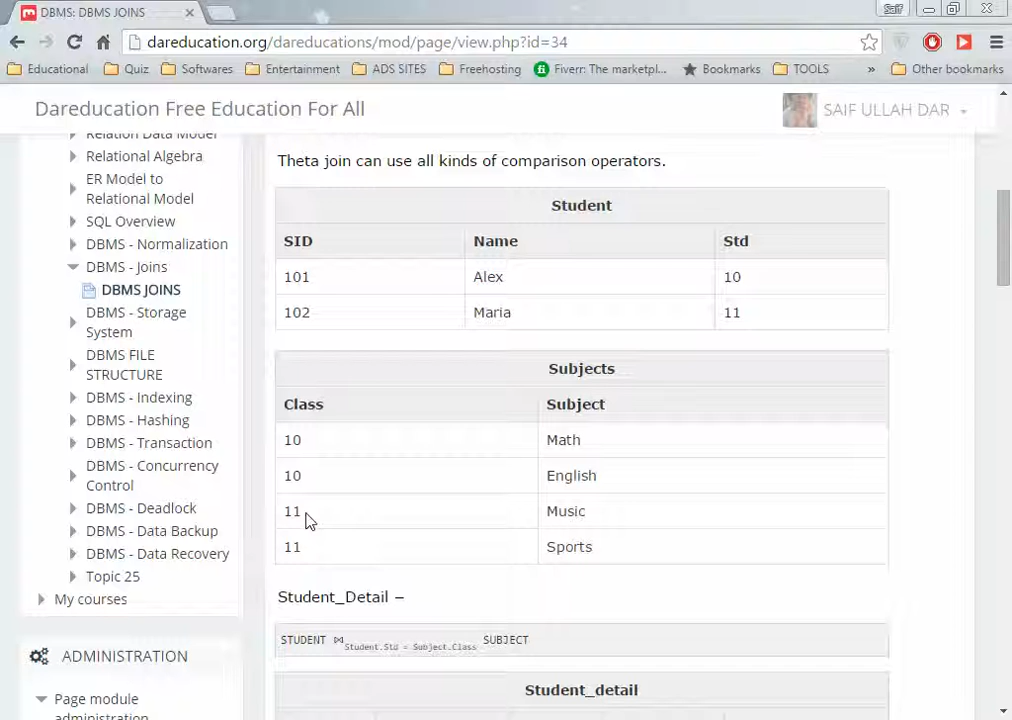 DBMS: DBMS JOINS
Saif
dareducation.org/dareducations/mod/page/view.php?id=34
Educational Quiz Softwares Entertainment ADS SITES Freehosting Fiverr: The marketpl... Bookmarks TOOLS » Other bookmarks
Dareducation Free Education For All
SAIF ULLAH DAR
Relation Data Model
Relational Algebra
ER Model to
Relational Model
SQL Overview
DBMS - Normalization
DBMS - Joins
DBMS JOINS
DBMS - Storage
System
DBMS FILE
STRUCTURE
DBMS - Indexing
DBMS - Hashing
DBMS - Transaction
DBMS - Concurrency
Control
DBMS - Deadlock
DBMS - Data Backup
DBMS - Data Recovery
Topic 25
My courses
ADMINISTRATION
Page module
administration
Theta join can use all kinds of comparison operators.
Student
SID Name Std
101 Alex 10
102 Maria 11
Subjects
Class Subject
10 Math
10 English
11 Music
11 Sports
Student_Detail –
STUDENT ⋈Student.Std = Subject.Class SUBJECT
Student_detail